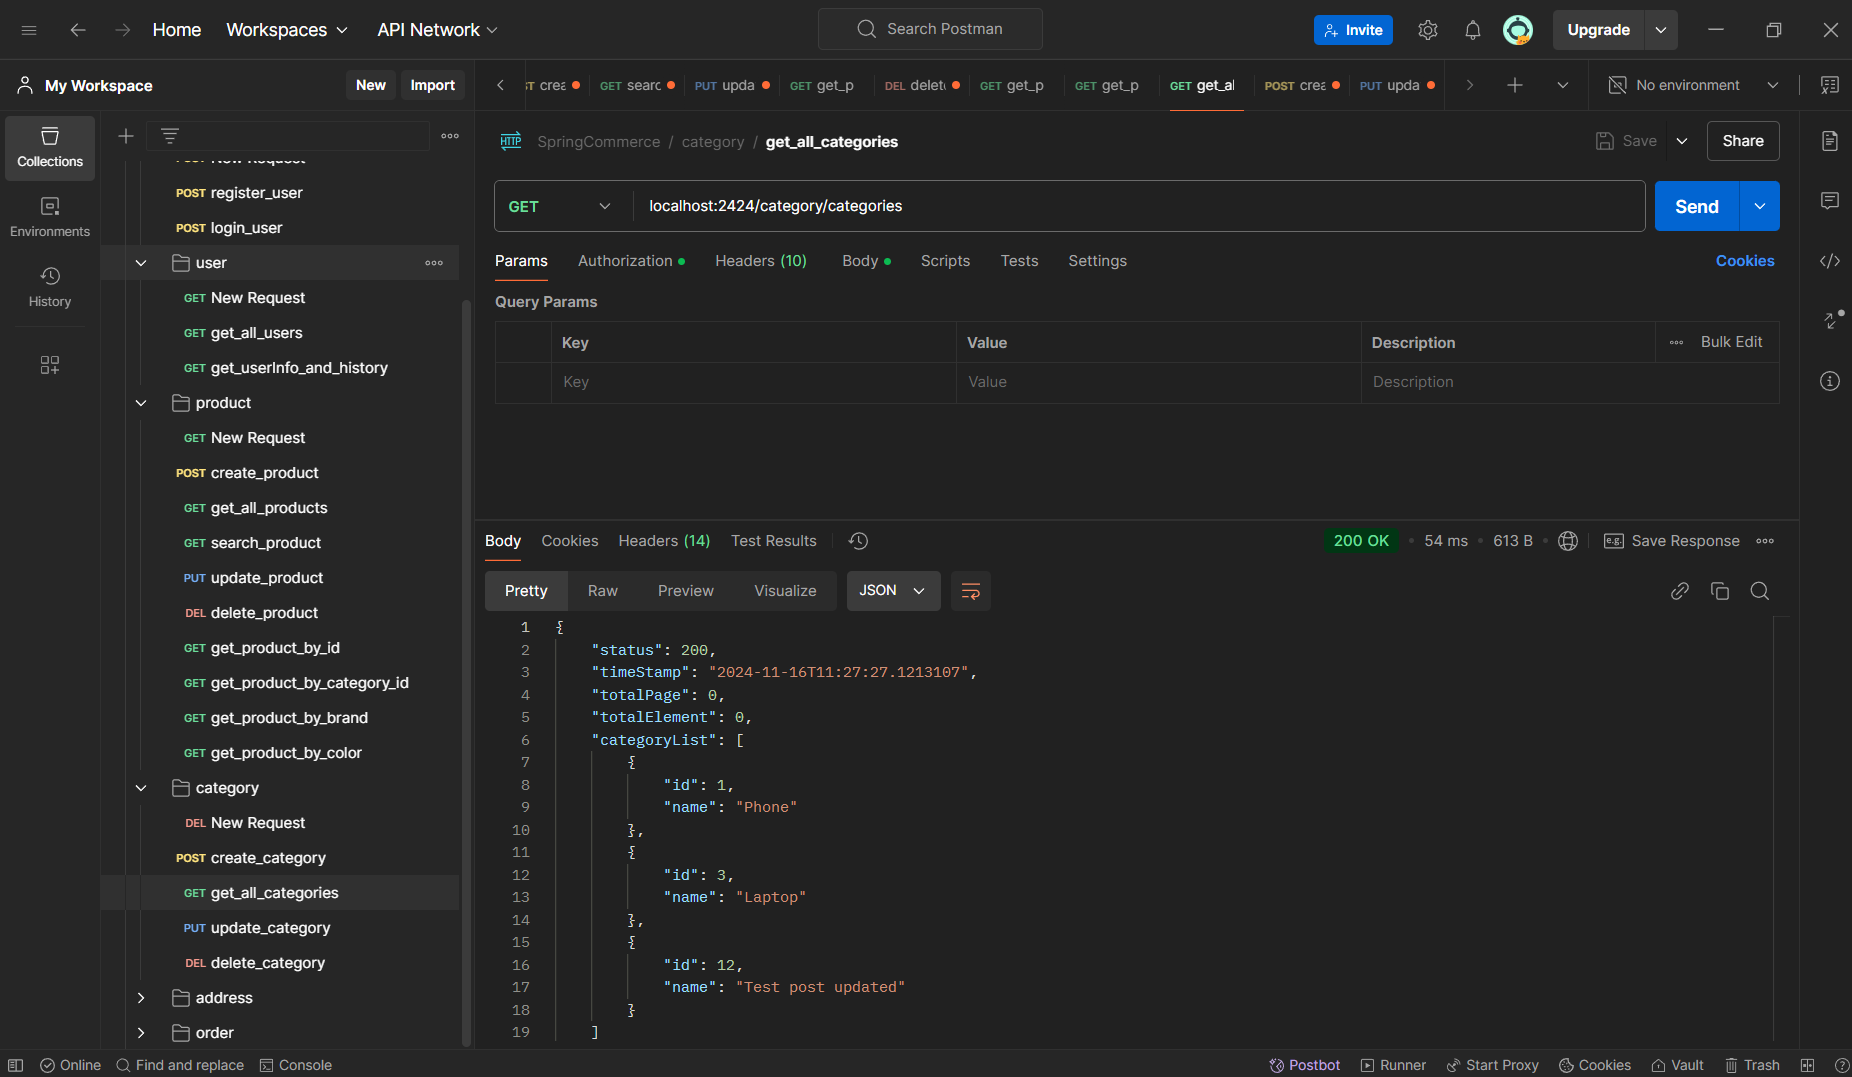 Home Workspaces API Network Search Postman Invite Upgrade
My Workspace New Import
GET searc PUT upda GET get_p DEL GET get_p GET get_p GET get_al POST crea PUT upda No environment
Collections
Environments
History
POST register_user
POST login_user
user
GET New Request
GET get_all_users
GET get_userInfo_and_history
product
GET New Request
POST create_product
GET get_all_products
GET search_product
PUT update_product
DEL delete_product
GET get_product_by_id
GET get_product_by_category_id
GET get_product_by_brand
GET get_product_by_color
category
DEL New Request
POST create_category
GET get_all_categories
PUT update_category
DEL delete_category
address
order
HTTP SpringCommerce / category / get_all_categories Save Share
GET localhost:2424/category/categories Send
Params Authorization Headers (10) Body Scripts Tests Settings Cookies
Query Params
Key Value Description Bulk Edit
Key Value Description
Body Cookies Headers (14) Test Results 200 OK 54 ms 613 B e.g. Save Response
Pretty Raw Preview Visualize JSON
1 {
2 "status": 200,
3 "timeStamp": "2024-11-16T11:27:27.1213107",
4 "totalPage": 0,
5 "totalElement": 0,
6 "categoryList": [
7 {
8 "id": 1,
9 "name": "Phone"
10 },
11 {
12 "id": 3,
13 "name": "Laptop"
14 },
15 {
16 "id": 12,
17 "name": "Test post updated"
18 }
19 ]
Online Find and replace Console Postbot Runner Start Proxy Cookies Vault Trash